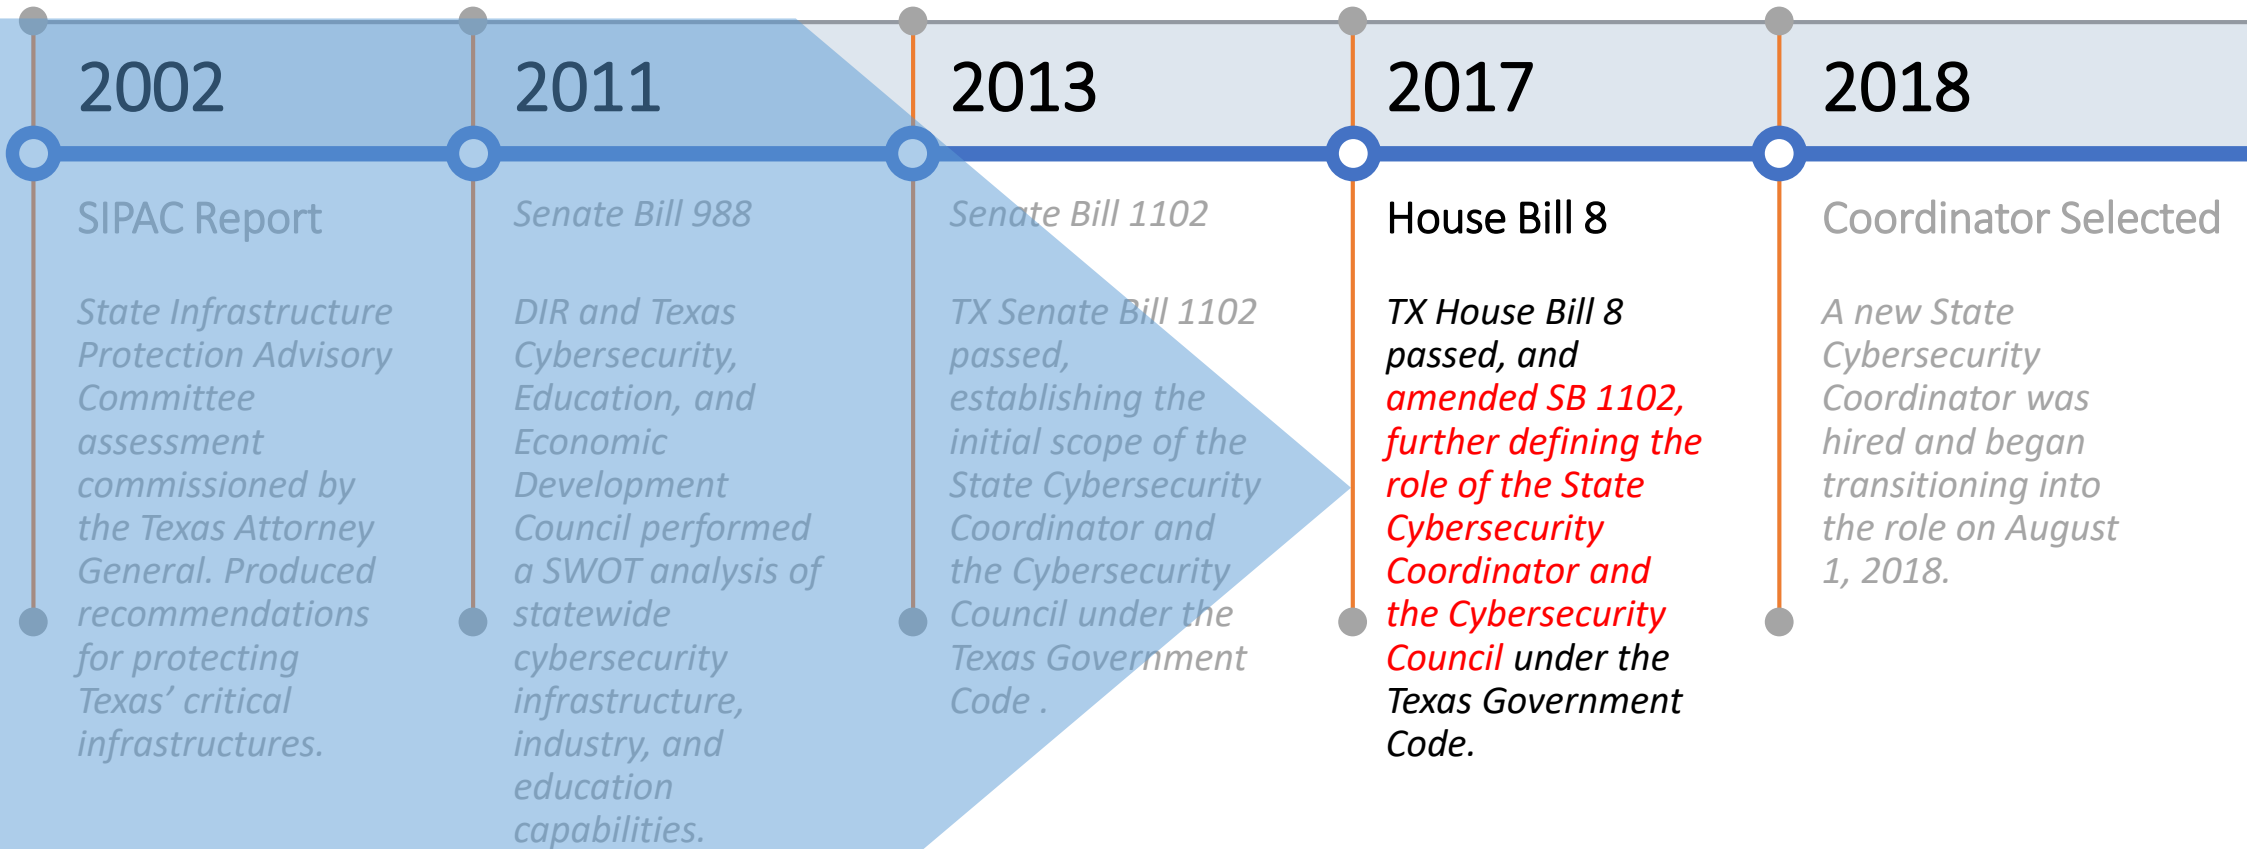 2002
SIPAC Report
State Infrastructure
Protection Advisory
Committee
assessment
commissioned by
the Texas Attorney
General. Produced
recommendations
for protecting
Texas’ critical
infrastructures.
2011
Senate Bill 988
DIR and Texas
Cybersecurity,
Education, and
Economic
Development
Council performed
a SWOT analysis of
statewide
cybersecurity
infrastructure,
industry, and
education
capabilities.
2013
Senate Bill 1102
TX Senate Bill 1102
passed,
establishing the
initial scope of the
State Cybersecurity
Coordinator and
the Cybersecurity
Council under the
Texas Government
Code .
2017
House Bill 8
TX House Bill 8
passed, and
amended SB 1102,
further defining the
role of the State
Cybersecurity
Coordinator and
the Cybersecurity
Council under the
Texas Government
Code.
2018
Coordinator Selected
A new State
Cybersecurity
Coordinator was
hired and began
transitioning into
the role on August
1, 2018.